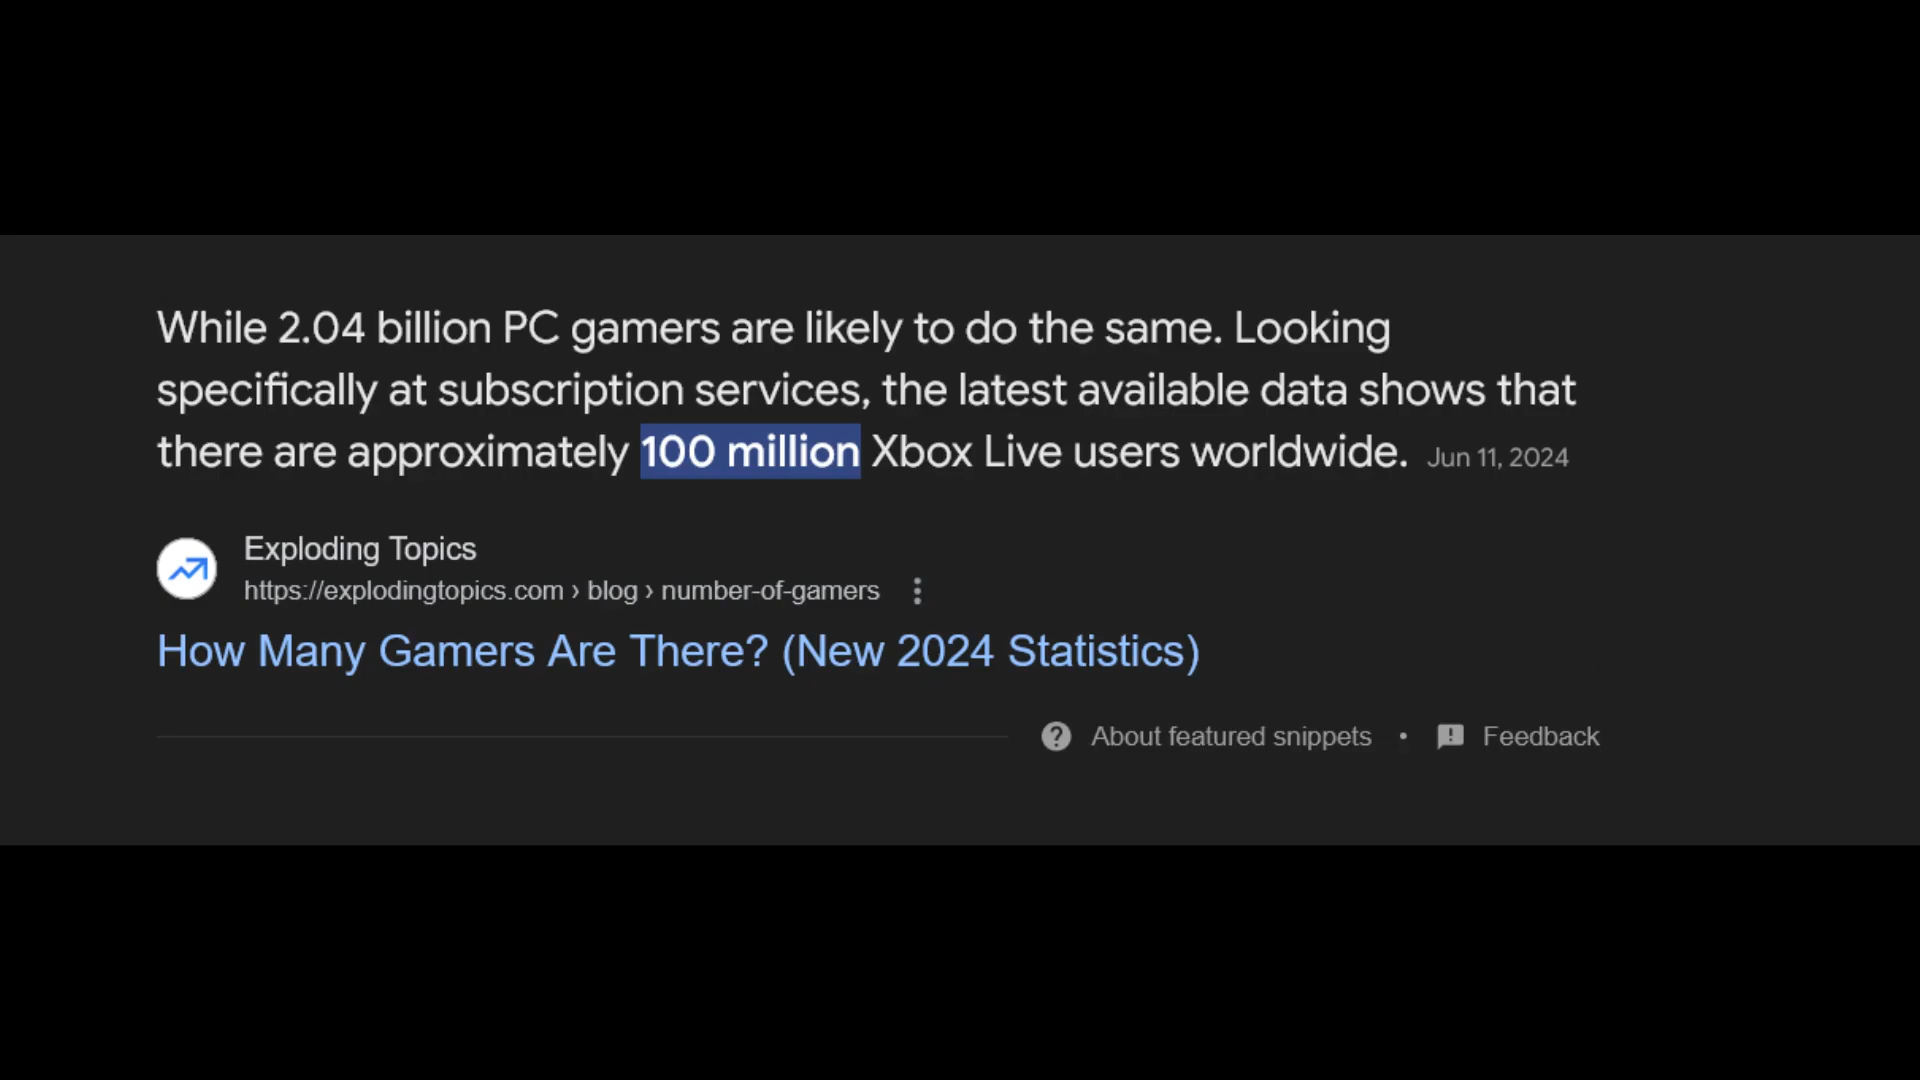 While 2.04 billion PC gamers are likely to do the same. Looking
specifically at subscription services, the latest available data shows that
there are approximately 100 million Xbox Live users worldwide. Jun 11, 2024
Exploding Topics
https://explodingtopics.com › blog › number-of-gamers
How Many Gamers Are There? (New 2024 Statistics)
About featured snippets • Feedback